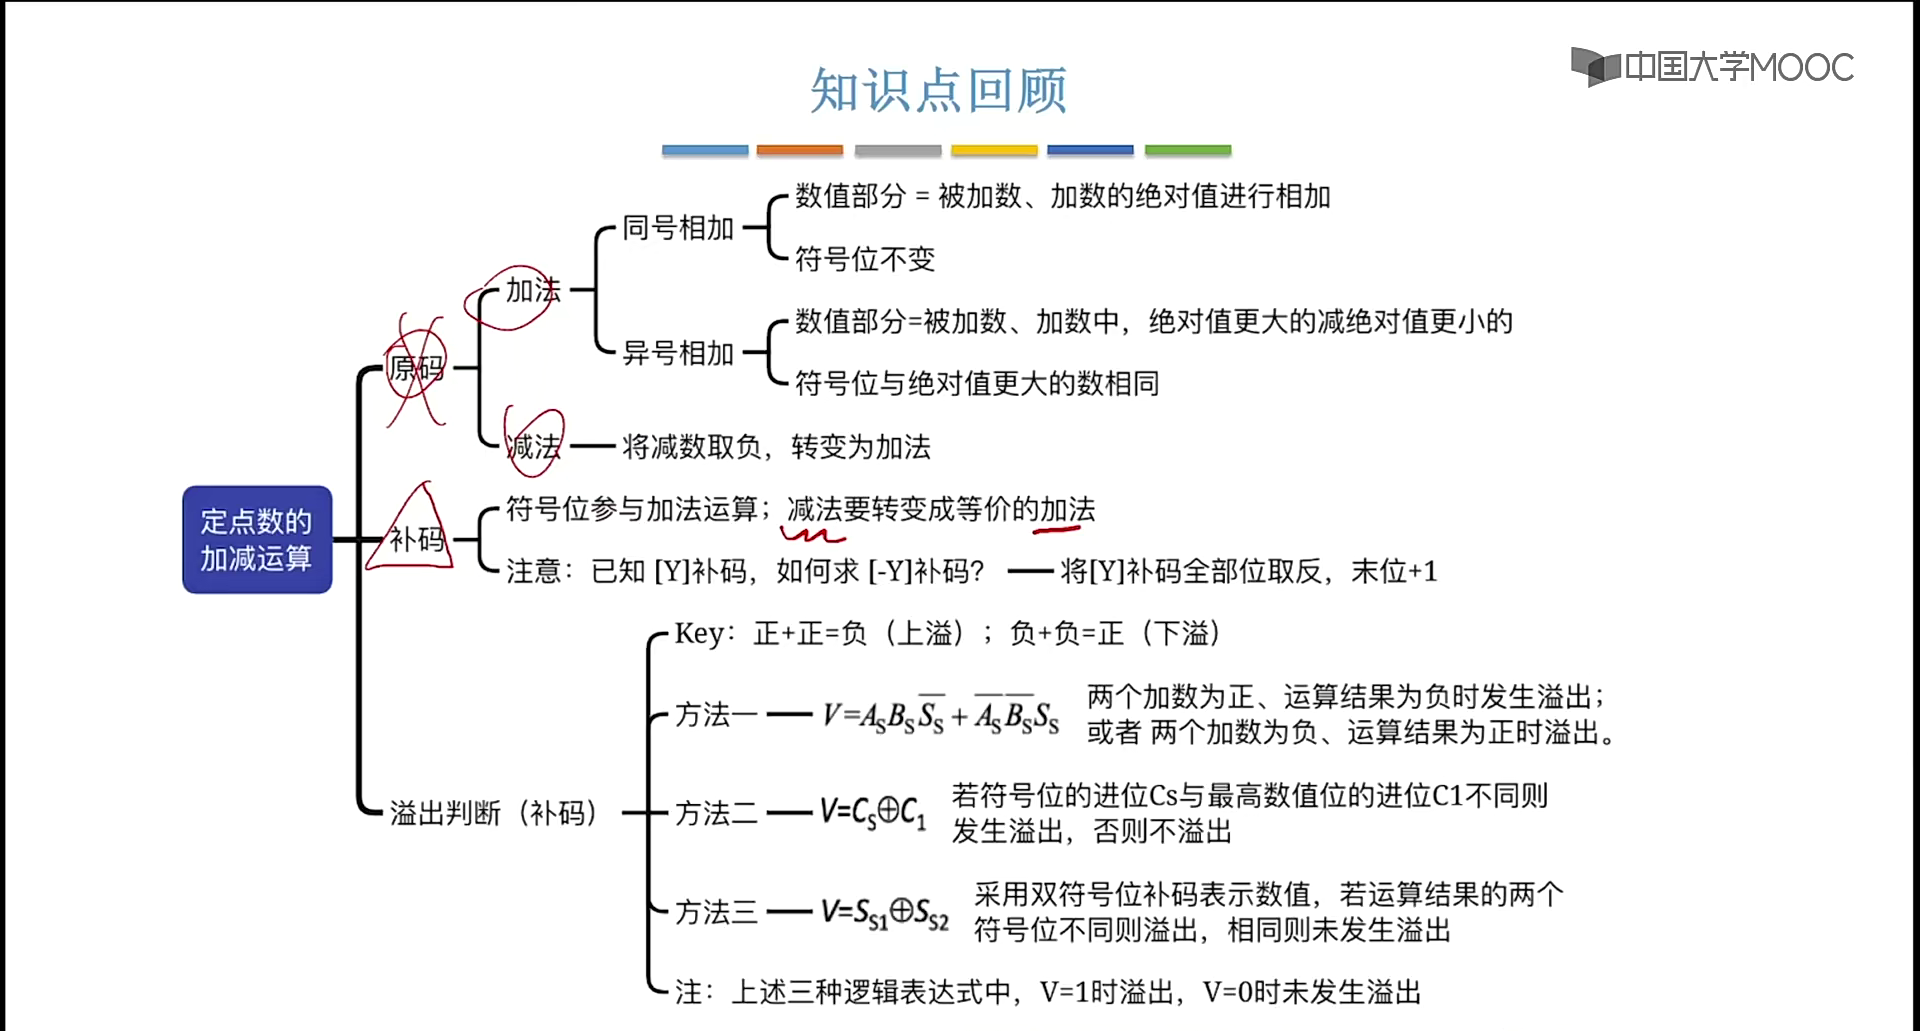 中国大学MOOC
知识点回顾
定点数的
加减运算
原码
加法
同号相加
数值部分 = 被加数、加数的绝对值进行相加
符号位不变
异号相加
数值部分=被加数、加数中，绝对值更大的减绝对值更小的
符号位与绝对值更大的数相同
减法
将减数取负，转变为加法
补码
符号位参与加法运算；减法要转变成等价的加法
注意：已知 [Y]补码，如何求 [-Y]补码？
将[Y]补码全部位取反，末位+1
溢出判断（补码）
Key：正+正=负（上溢）；负+负=正（下溢）
方法一
V=A_SB_S\overline{S_S} + \overline{A_S}\overline{B_S}S_S
两个加数为正、运算结果为负时发生溢出；
或者 两个加数为负、运算结果为正时溢出。
方法二
V=C_S⊕C_1
若符号位的进位Cs与最高数值位的进位C1不同则
发生溢出，否则不溢出
方法三
V=S_{S1}⊕S_{S2}
采用双符号位补码表示数值，若运算结果的两个
符号位不同则溢出，相同则未发生溢出
注：上述三种逻辑表达式中，V=1时溢出，V=0时未发生溢出